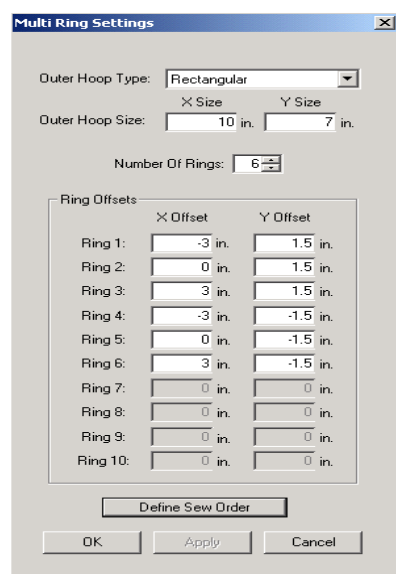 Multi Ring Settings
Outer Hoop Type: Rectangular
X Size Y Size
Outer Hoop Size: 10 in. 7 in.
Number Of Rings: 6
Ring Offsets
X Offset Y Offset
Ring 1: -3 in. 1.5 in.
Ring 2: 0 in. 1.5 in.
Ring 3: 3 in. 1.5 in.
Ring 4: -3 in. -1.5 in.
Ring 5: 0 in. -1.5 in.
Ring 6: 3 in. -1.5 in.
Ring 7: 0 in. 0 in.
Ring 8: 0 in. 0 in.
Ring 9: 0 in. 0 in.
Ring 10: 0 in. 0 in.
Define Sew Order
OK Apply Cancel